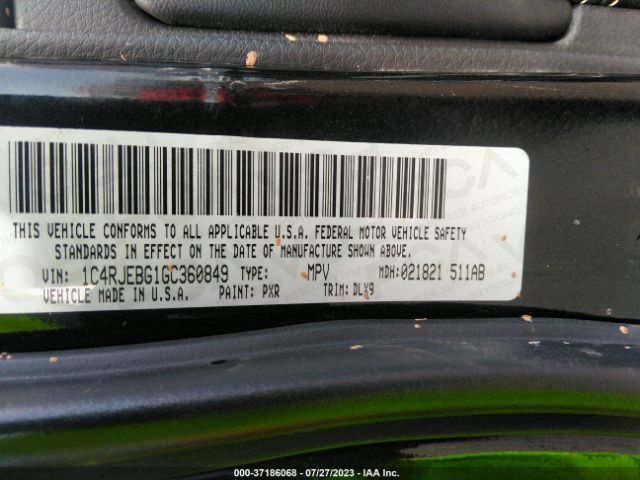 THIS VEHICLE CONFORMS TO ALL APPLICABLE U.S.A. FEDERAL MOTOR VEHICLE SAFETY
STANDARDS IN EFFECT ON THE DATE OF MANUFACTURE SHOWN ABOVE.
VIN: 1C4RJEBG1GC360849 TYPE: MPV MDH: 021821 511AB
VEHICLE MADE IN U.S.A. PAINT: PXR TRIM: DLX9
000-37186068 - 07/27/2023 - IAA Inc.